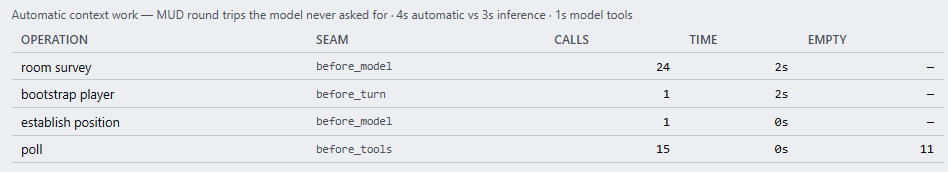 Automatic context work — MUD round trips the model never asked for · 4s automatic vs 3s inference · 1s model tools
OPERATION SEAM CALLS TIME EMPTY
room survey before_model 24 2s —
bootstrap player before_turn 1 2s —
establish position before_model 1 0s —
poll before_tools 15 0s 11